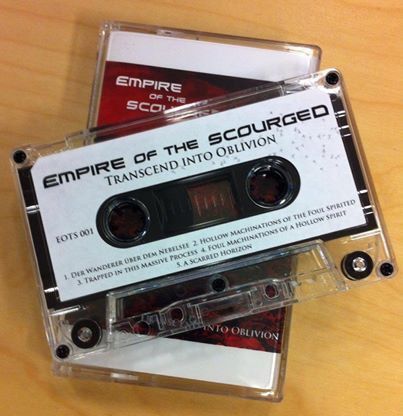 EMPIRE
OF THE
SCOURGED
EMPIRE OF THE SCOURGED
TRANSCEND INTO OBLIVION
EOTS 001
1. DER WANDERER ÜBER DEM NEBELSEE 2. HOLLOW MACHINATIONS OF THE FOUL SPIRITED
3. TRAPPED IN THIS MASSIVE PROCESS 4. FOUL MACHINATIONS OF A HOLLOW SPIRIT
5. A SCARRED HORIZON
INTO OBLIVION